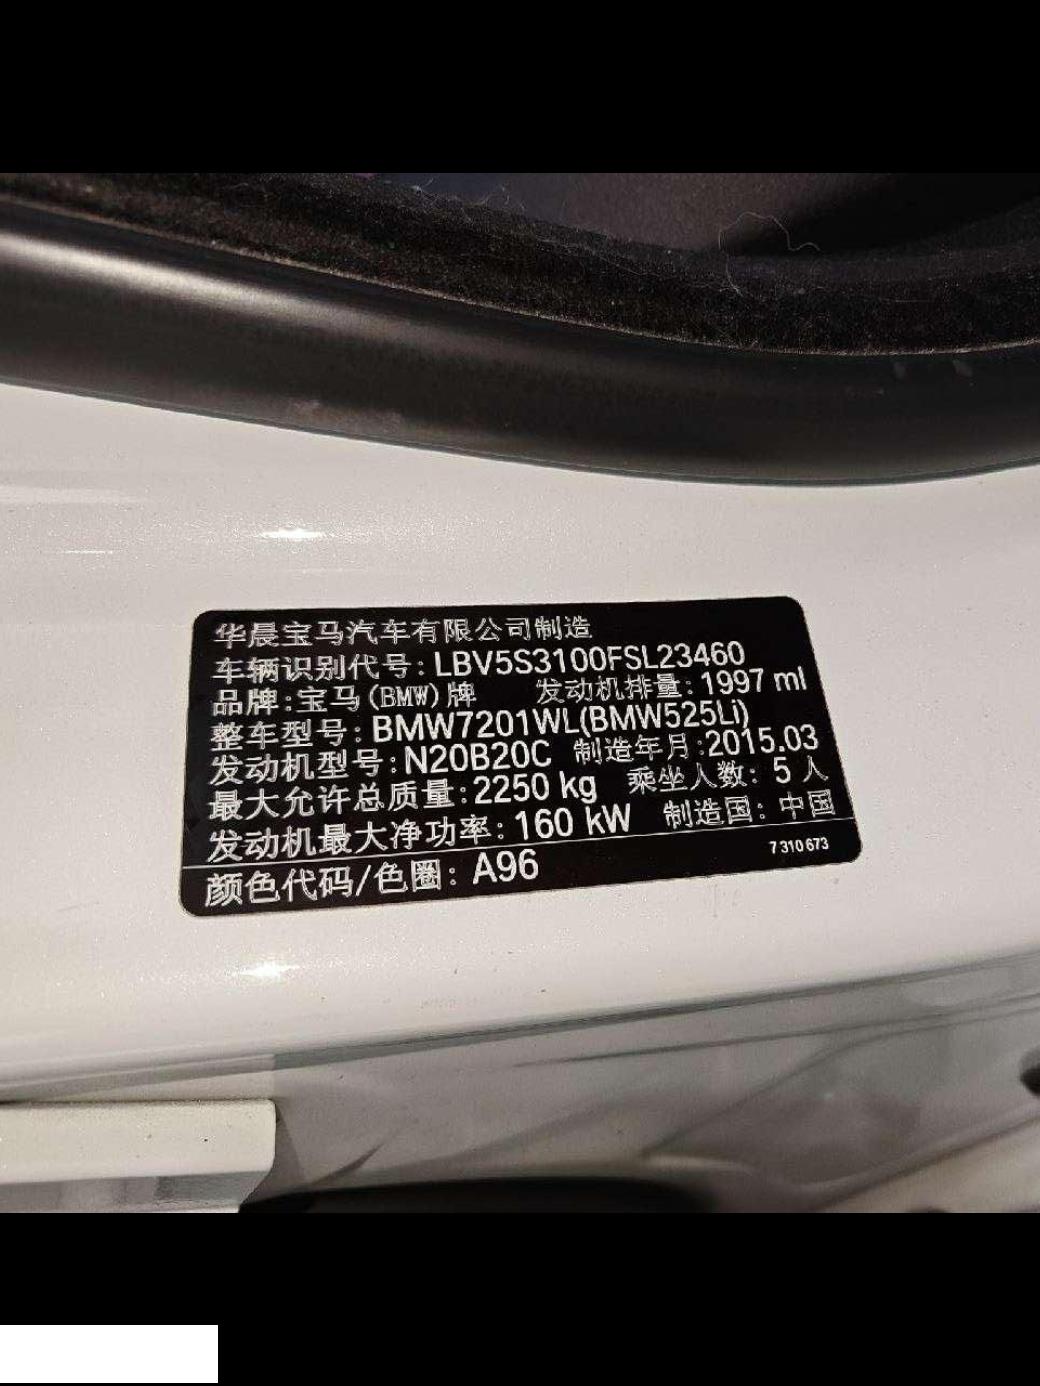 华晨宝马汽车有限公司制造
车辆识别代号: LBV5S3100FSL23460
品牌: 宝马(BMW)牌 发动机排量: 1997 ml
整车型号: BMW7201WL(BMW525Li)
发动机型号: N20B20C 制造年月: 2015.03
最大允许总质量: 2250 kg 乘坐人数: 5 人
发动机最大净功率: 160 kW 制造国: 中国
7 310 673
颜色代码/色圈: A96